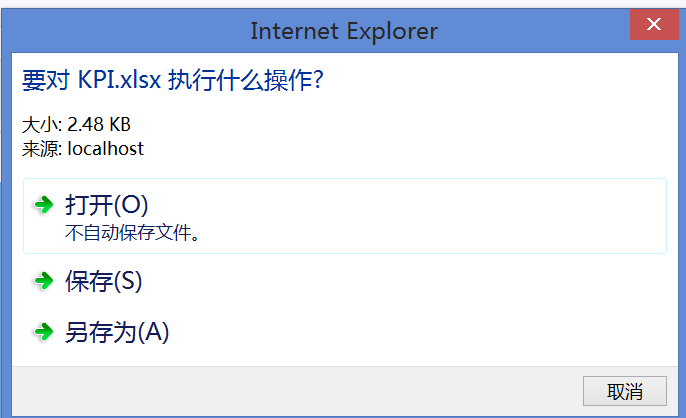 Internet Explorer
要对 KPI.xlsx 执行什么操作?
大小: 2.48 KB
来源: localhost
打开(O)
不自动保存文件。
保存(S)
另存为(A)
取消